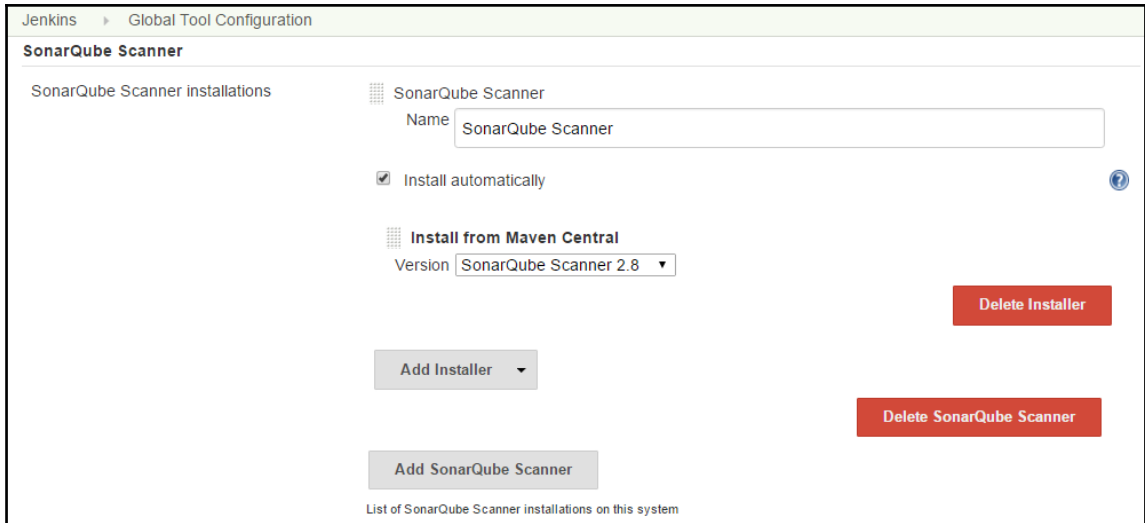 Jenkins Global Tool Configuration
SonarQube Scanner
SonarQube Scanner installations
SonarQube Scanner
Name SonarQube Scanner
Install automatically
Install from Maven Central
Version SonarQube Scanner 2.8
Delete Installer
Add Installer
Delete SonarQube Scanner
Add SonarQube Scanner
List of SonarQube Scanner installations on this system